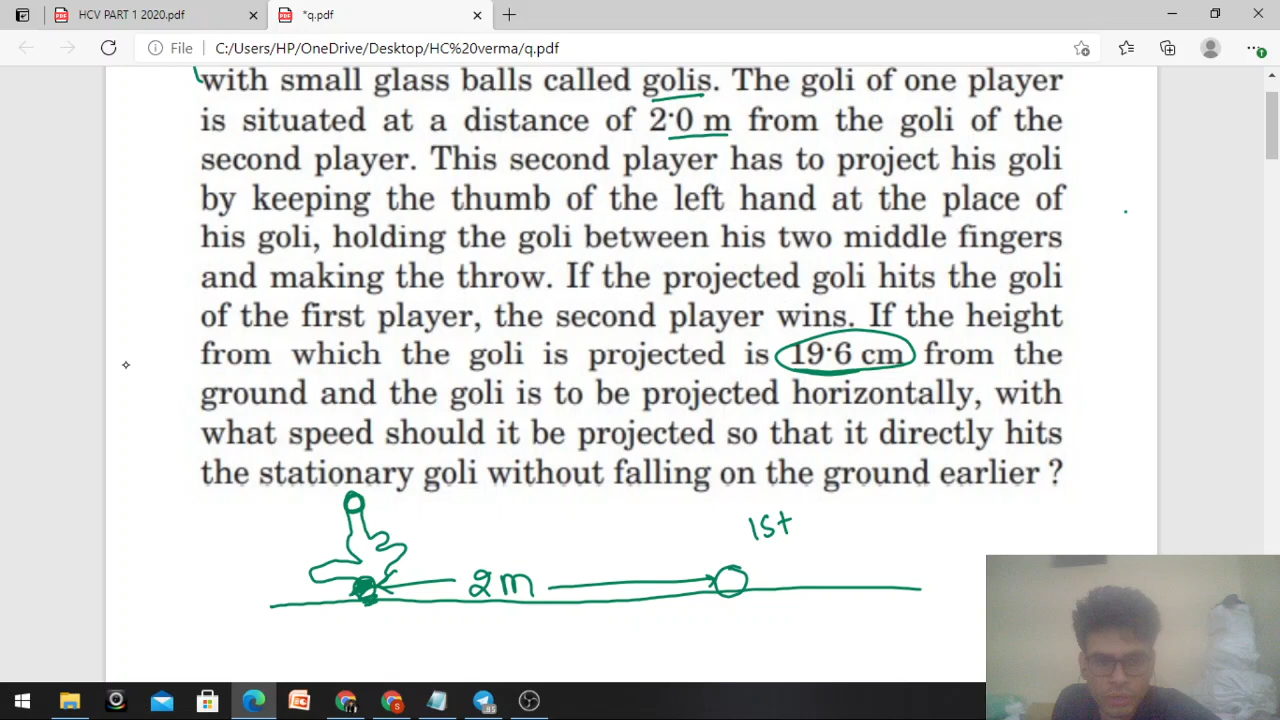 HCV PART 1 2020.pdf
*q.pdf
File
C:/Users/HP/OneDrive/Desktop/HC%20verma/q.pdf
with small glass balls called golis. The goli of one player
is situated at a distance of 2·0 m from the goli of the
second player. This second player has to project his goli
by keeping the thumb of the left hand at the place of
his goli, holding the goli between his two middle fingers
and making the throw. If the projected goli hits the goli
of the first player, the second player wins. If the height
from which the goli is projected is 19·6 cm from the
ground and the goli is to be projected horizontally, with
what speed should it be projected so that it directly hits
the stationary goli without falling on the ground earlier ?
1st
2m
85